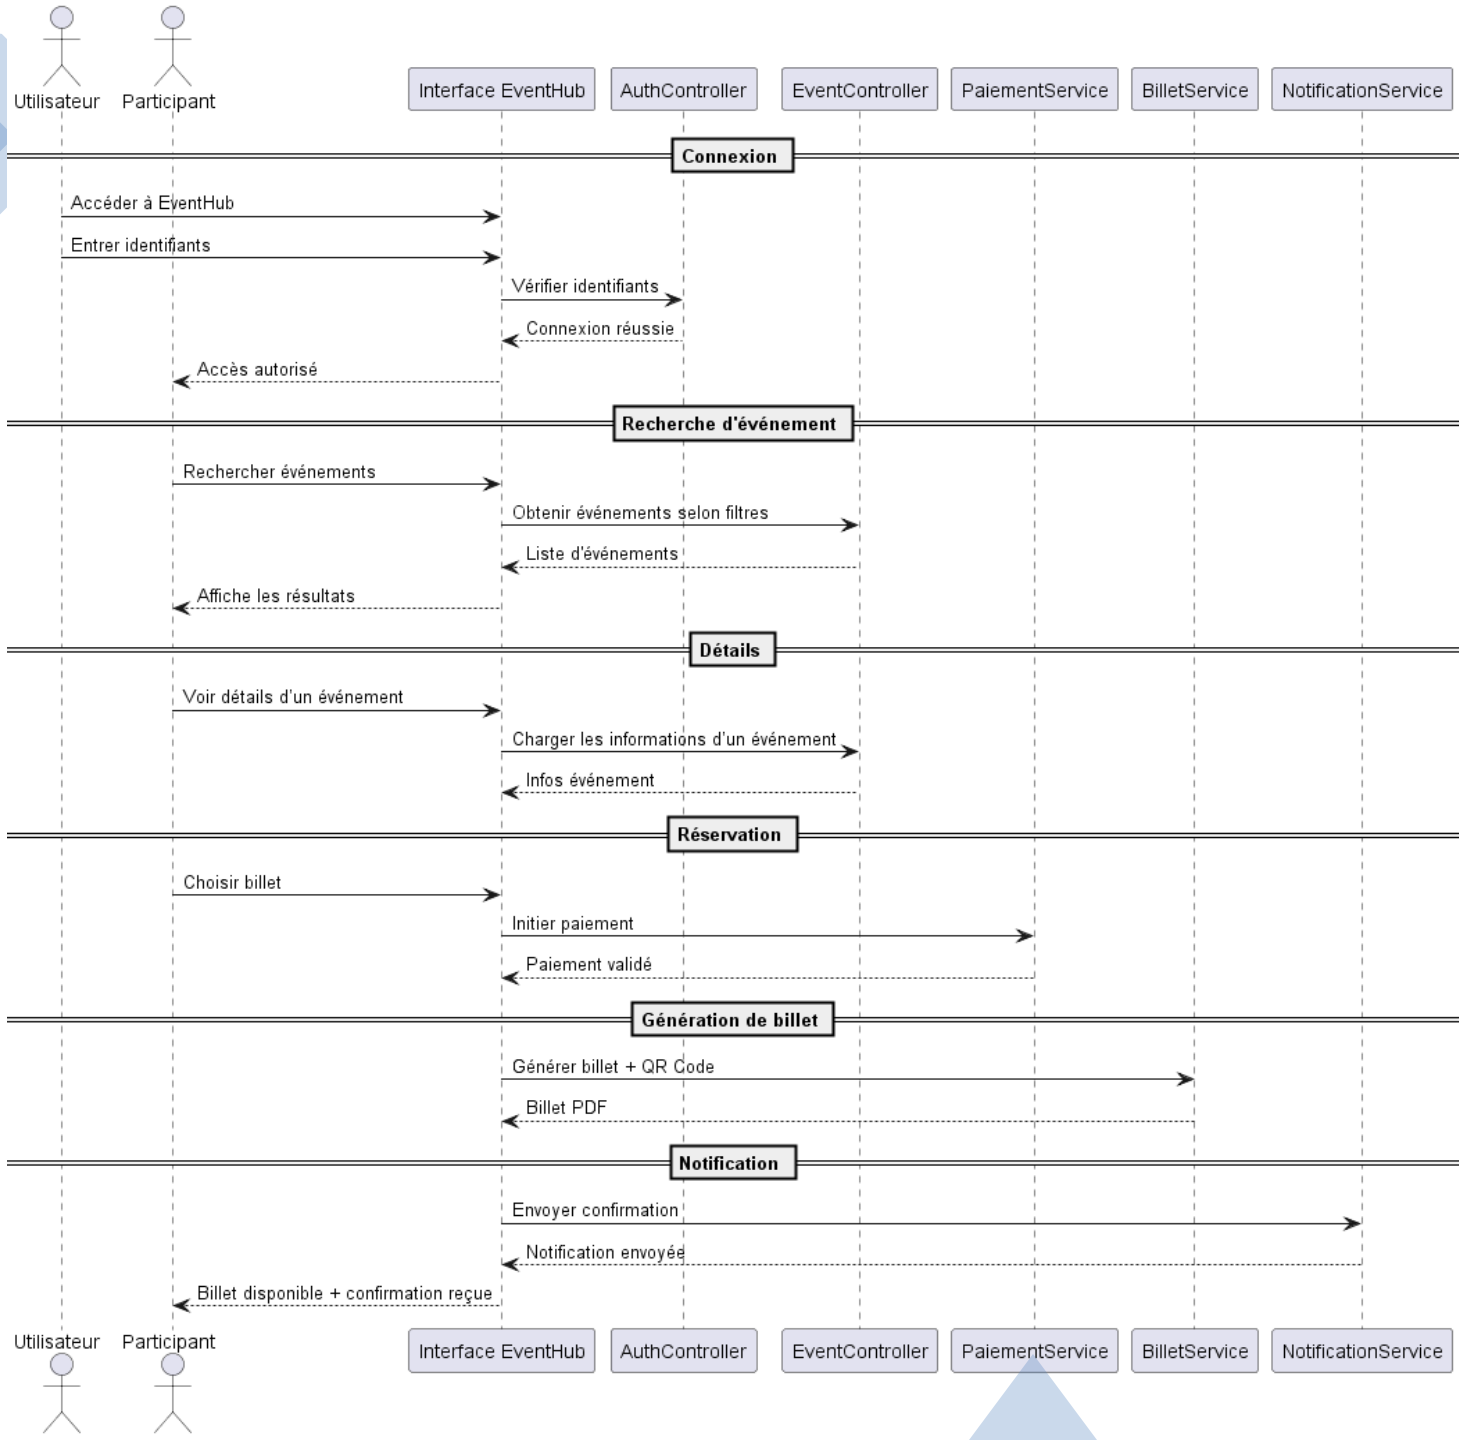 Utilisateur Participant Interface EventHub AuthController EventController PaiementService BilletService NotificationService
Connexion
Accéder à EventHub
Entrer identifiants
Vérifier identifiants
Connexion réussie
Accès autorisé
Recherche d'événement
Rechercher événements
Obtenir événements selon filtres
Liste d'événements
Affiche les résultats
Détails
Voir détails d'un événement
Charger les informations d'un événement
Infos événement
Réservation
Choisir billet
Initier paiement
Paiement validé
Génération de billet
Générer billet + QR Code
Billet PDF
Notification
Envoyer confirmation
Notification envoyée
Billet disponible + confirmation reçue
Utilisateur Participant Interface EventHub AuthController EventController PaiementService BilletService NotificationService